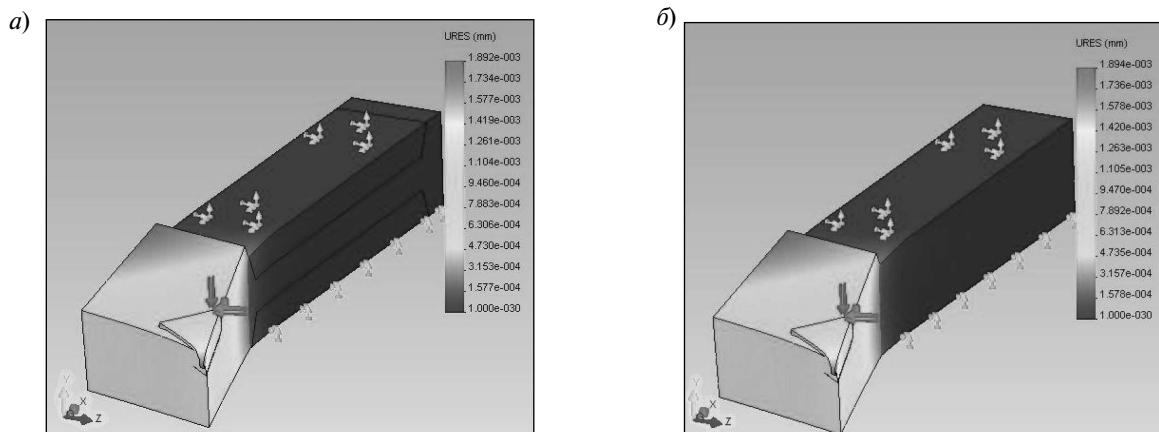 а)
URES (mm)
1.892e-003
1.734e-003
1.577e-003
1.419e-003
1.261e-003
1.104e-003
9.460e-004
7.883e-004
6.306e-004
4.730e-004
3.153e-004
1.577e-004
1.000e-030
Y
X
Z
б)
URES (mm)
1.894e-003
1.736e-003
1.578e-003
1.420e-003
1.263e-003
1.105e-003
9.470e-004
7.892e-004
6.313e-004
4.735e-004
3.157e-004
1.578e-004
1.000e-030
Y
X
Z